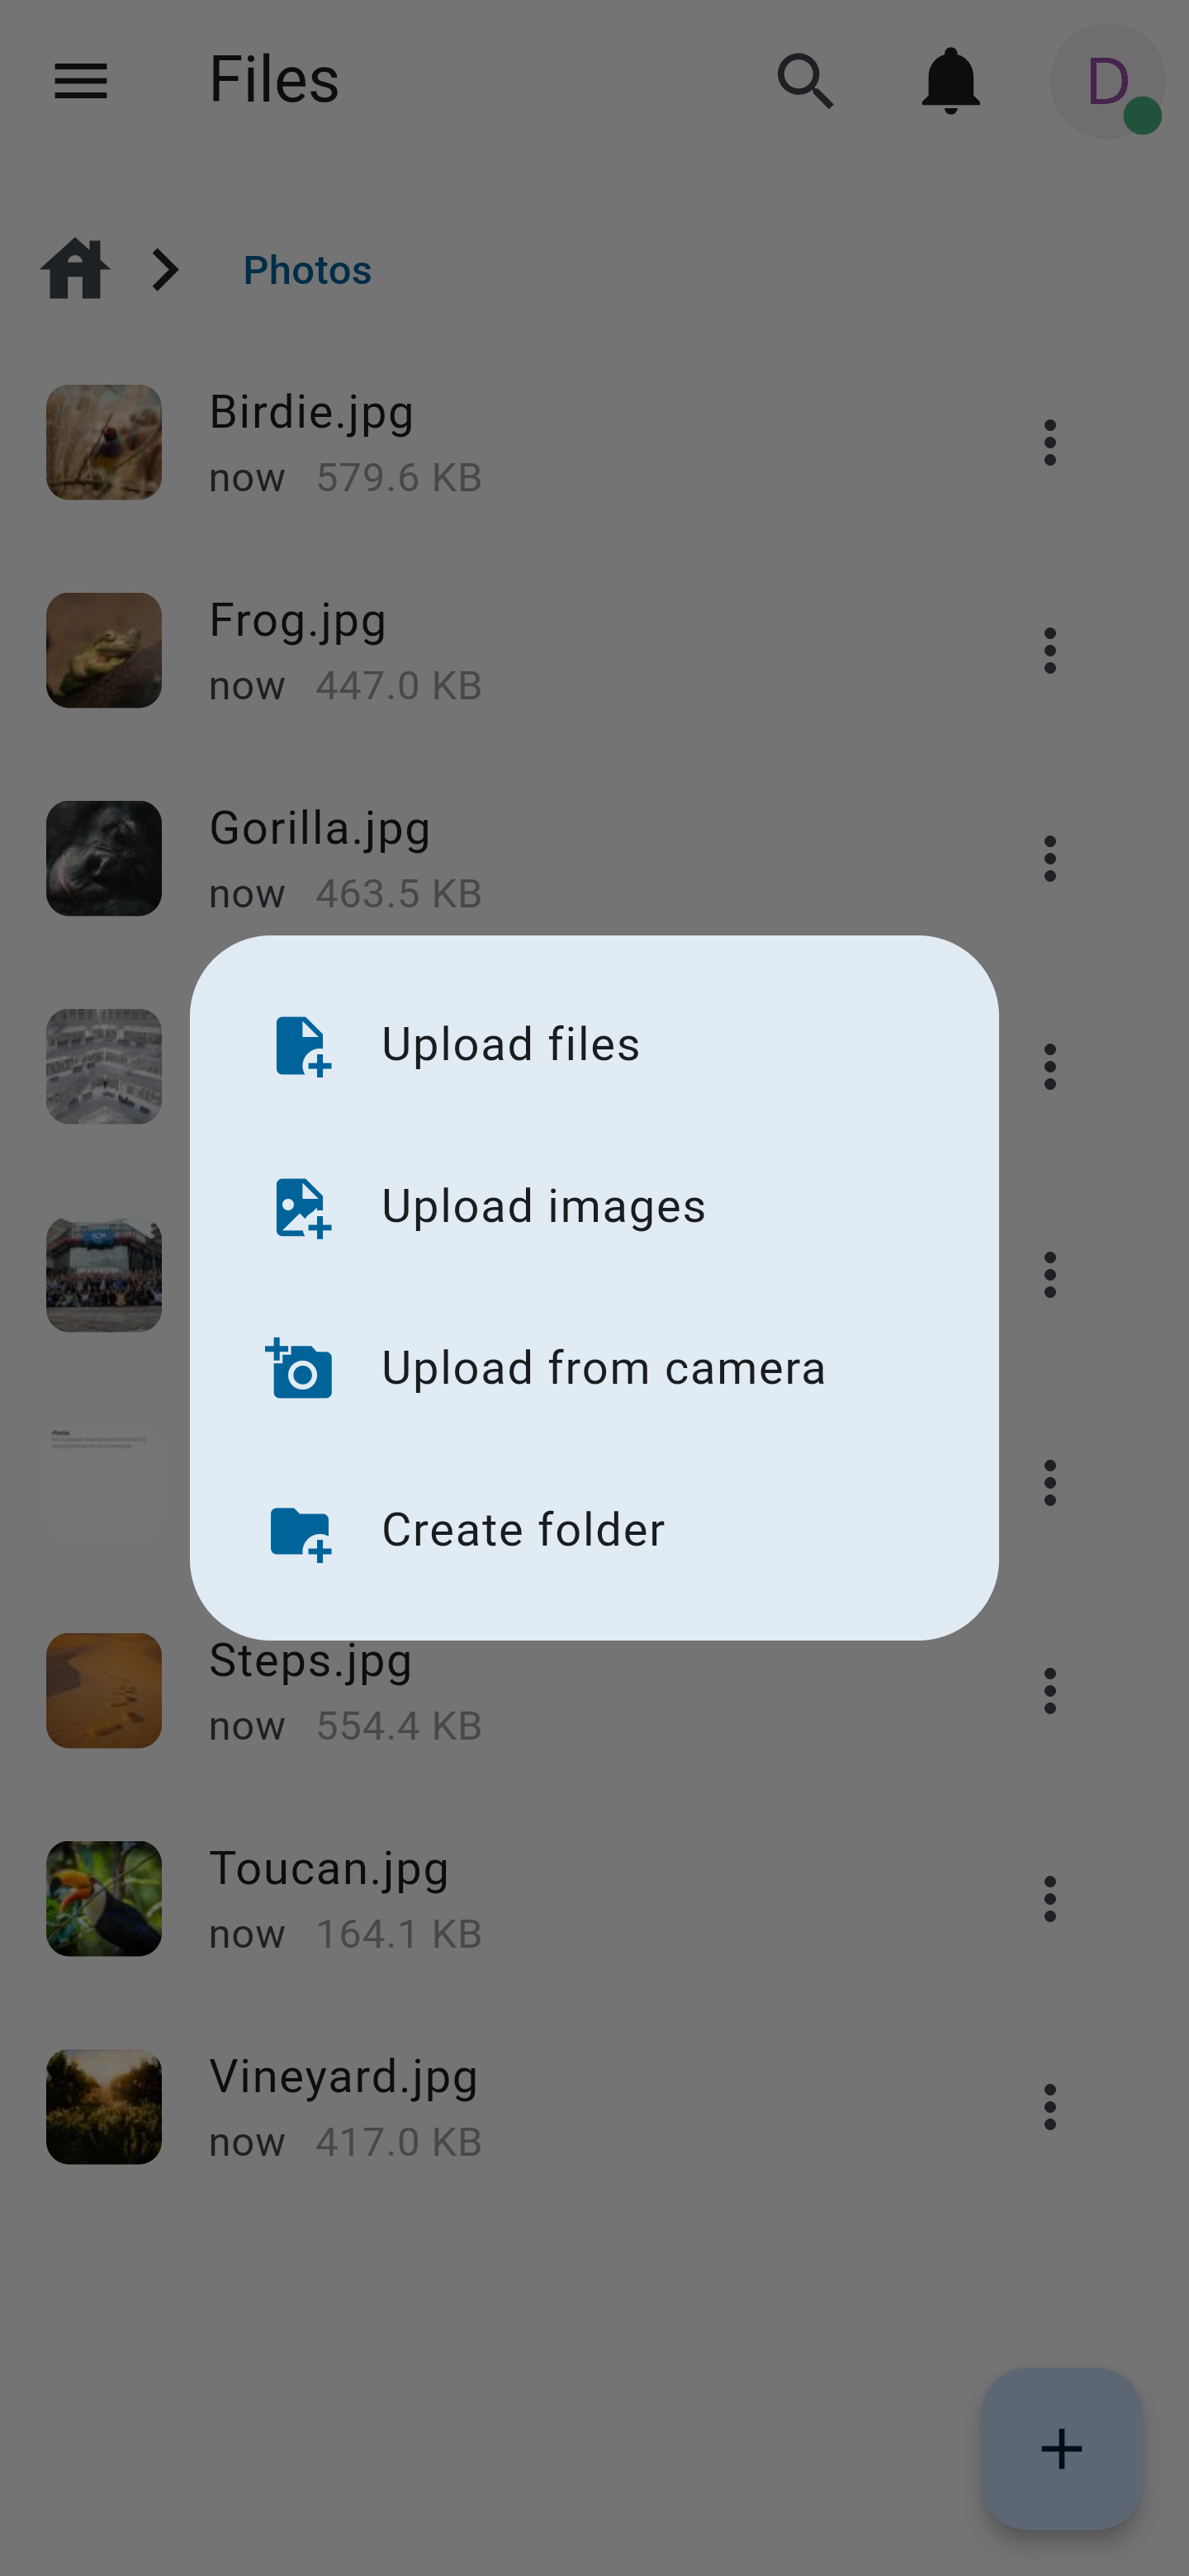 Files
D
Photos
Birdie.jpg
now 579.6 KB
Frog.jpg
now 447.0 KB
Gorilla.jpg
now 463.5 KB
Upload files
Upload images
Upload from camera
Create folder
Steps.jpg
now 554.4 KB
Toucan.jpg
now 164.1 KB
Vineyard.jpg
now 417.0 KB